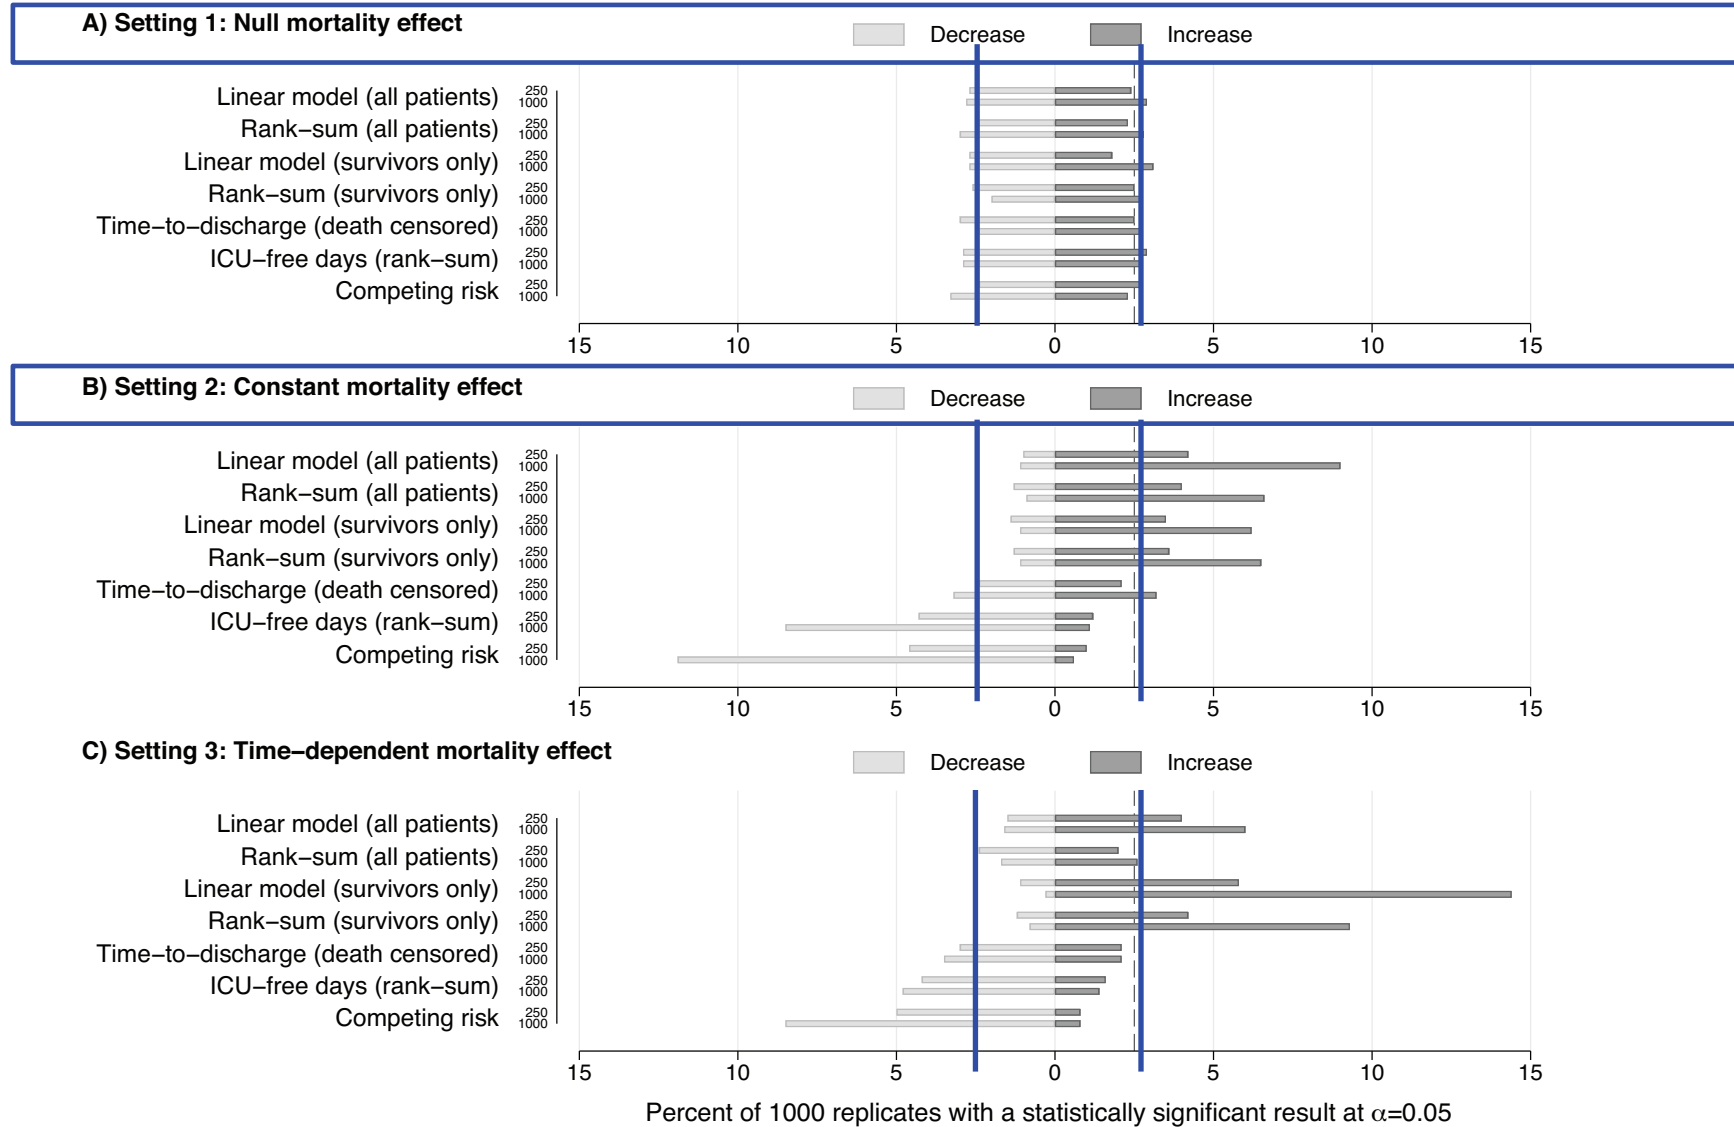 A) Setting 1: Null mortality effect
Decrease Increase
Linear model (all patients) 250
1000
Rank−sum (all patients) 250
1000
Linear model (survivors only) 250
1000
Rank−sum (survivors only) 250
1000
Time−to−discharge (death censored) 250
1000
ICU−free days (rank−sum) 250
1000
Competing risk 250
1000
15 10 5 0 5 10 15
B) Setting 2: Constant mortality effect
Decrease Increase
Linear model (all patients) 250
1000
Rank−sum (all patients) 250
1000
Linear model (survivors only) 250
1000
Rank−sum (survivors only) 250
1000
Time−to−discharge (death censored) 250
1000
ICU−free days (rank−sum) 250
1000
Competing risk 250
1000
15 10 5 0 5 10 15
C) Setting 3: Time−dependent mortality effect
Decrease Increase
Linear model (all patients) 250
1000
Rank−sum (all patients) 250
1000
Linear model (survivors only) 250
1000
Rank−sum (survivors only) 250
1000
Time−to−discharge (death censored) 250
1000
ICU−free days (rank−sum) 250
1000
Competing risk 250
1000
15 10 5 0 5 10 15
Percent of 1000 replicates with a statistically significant result at α=0.05